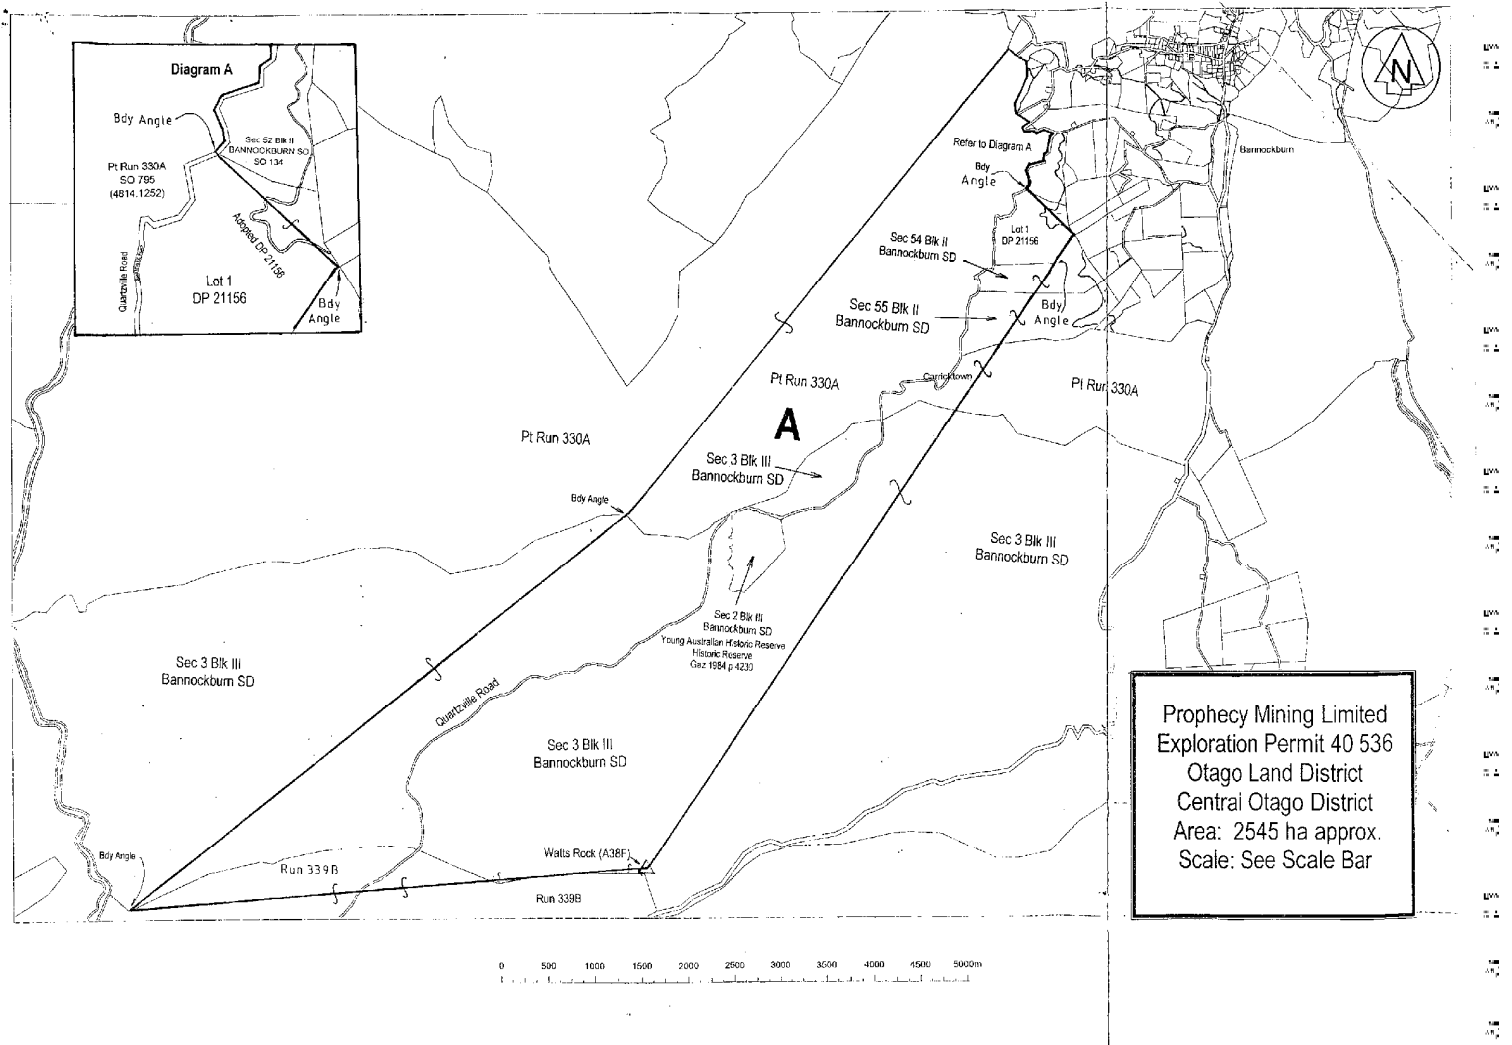 Diagram A
Bdy Angle
Sec 52 Blk II
BANNOCKBURN SD
SO 134
Pt Run 330A
SO 795
(4814.1252)
Adopted DP 21156
Quartzville Road
Lot 1
DP 21156
Bdy
Angle
N
Bannockburn
Refer to Diagram A
Bdy
Angle
Lot 1
DP 21156
Sec 54 Blk II
Bannockburn SD
Sec 55 Blk II
Bannockburn SD
Bdy
Angle
Carricktown
Pt Run 330A
Pt Run 330A
A
Pt Run 330A
Sec 3 Blk III
Bannockburn SD
Bdy Angle
Sec 3 Blk III
Bannockburn SD
Sec 2 Blk III
Bannockburn SD
Young Australian Historic Reserve
Historic Reserve
Gaz 1984 p 4230
Sec 3 Blk III
Bannockburn SD
Quartzville Road
Sec 3 Blk III
Bannockburn SD
Prophecy Mining Limited
Exploration Permit 40 536
Otago Land District
Central Otago District
Area: 2545 ha approx.
Scale: See Scale Bar
Bdy Angle
Run 339B
Watts Rock (A38F)
Run 339B
0 500 1000 1500 2000 2500 3000 3500 4000 4500 5000m